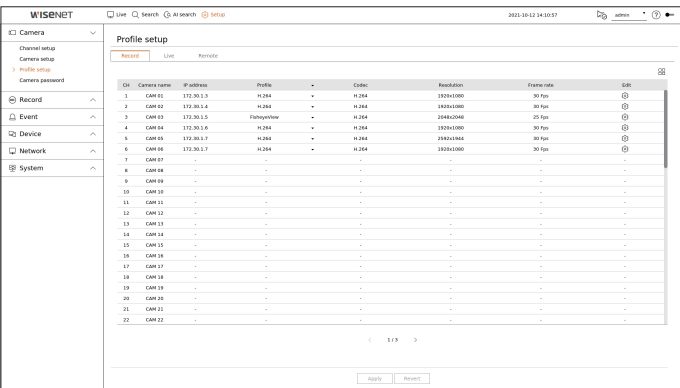 WISENET
Live Search AI search Setup 2021-10-12 14:10:57 admin
Camera
Channel setup
Camera setup
> Profile setup
Camera password
Record
Event
Device
Network
System
Profile setup
Record Live Remote
CH Camera name IP address Profile Codec Resolution Frame rate Edit
1 CAM 01 172.30.1.3 H.264 H.264 1920x1080 30 Fps
2 CAM 02 172.30.1.4 H.264 H.264 1920x1080 30 Fps
3 CAM 03 172.30.1.5 FisheyeView H.264 2048x2048 25 Fps
4 CAM 04 172.30.1.6 H.264 H.264 1920x1080 30 Fps
5 CAM 05 172.30.1.7 H.264 H.264 2592x1944 30 Fps
6 CAM 06 172.30.1.7 H.264 H.264 1920x1080 30 Fps
7 CAM 07 - - - - - -
8 CAM 08 - - - - - -
9 CAM 09 - - - - - -
10 CAM 10 - - - - - -
11 CAM 11 - - - - - -
12 CAM 12 - - - - - -
13 CAM 13 - - - - - -
14 CAM 14 - - - - - -
15 CAM 15 - - - - - -
16 CAM 16 - - - - - -
17 CAM 17 - - - - - -
18 CAM 18 - - - - - -
19 CAM 19 - - - - - -
20 CAM 20 - - - - - -
21 CAM 21 - - - - - -
22 CAM 22 - - - - - -
< 1 / 3 >
Apply Revert